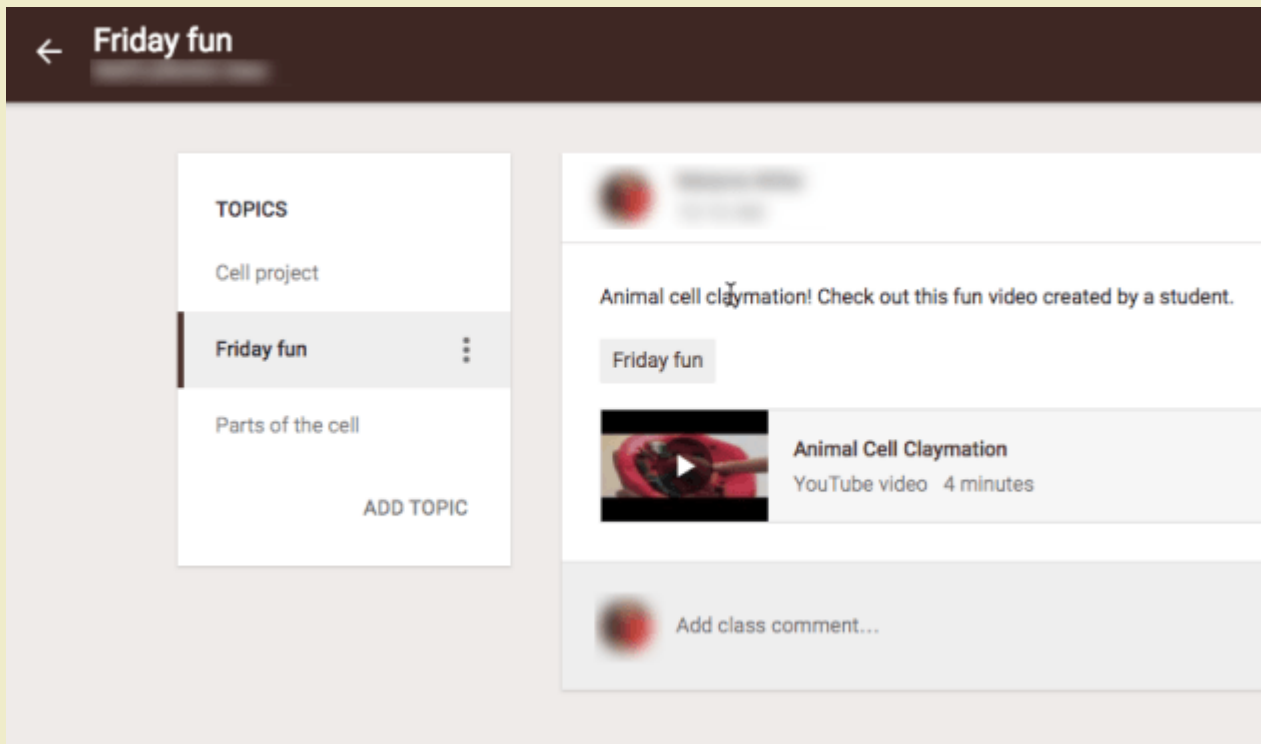 Friday fun
TOPICS
Cell project
Friday fun
Parts of the cell
ADD TOPIC
Animal cell claymation! Check out this fun video created by a student.
Friday fun
Animal Cell Claymation
YouTube video 4 minutes
Add class comment...